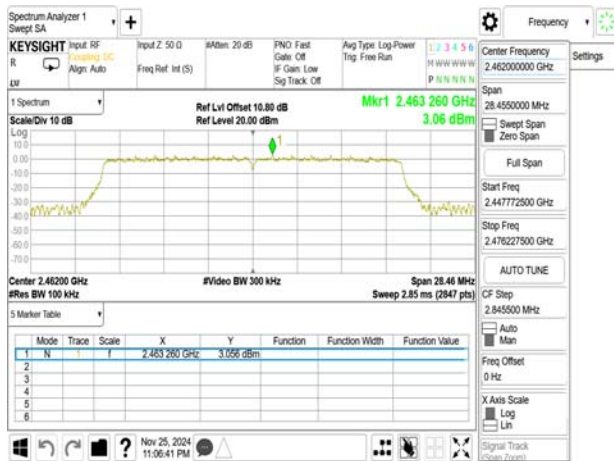 Spectrum Analyzer 1
Swept SA
Frequency
Settings
KEYSIGHT
R
Input: RF
Coupling: DC
Align: Auto
Input Z: 50 Ω
Freq Ref: Int (S)
#Atten: 20 dB
PNO: Fast
Gate: Off
IF Gain: Low
Sig Track: Off
Avg Type: Log-Power
Trig: Free Run
1 2 3 4 5 6
M W W W W W
P N N N N N
1 Spectrum
Scale/Div 10 dB
Log
Ref Lvl Offset 10.80 dB
Ref Level 20.00 dBm
Mkr1 2.463 260 GHz
3.06 dBm
1
10.0
0.00
-10.0
-20.0
-30.0
-40.0
-50.0
-60.0
-70.0
Center 2.46200 GHz
#Res BW 100 kHz
#Video BW 300 kHz
Span 28.46 MHz
Sweep 2.85 ms (2847 pts)
5 Marker Table
Mode Trace Scale X Y Function Function Width Function Value
1 N 1 f 2.463 260 GHz 3.056 dBm
2
3
4
5
6
Nov 25, 2024
11:06:41 PM
Center Frequency
2.462000000 GHz
Span
28.4550000 MHz
Swept Span
Zero Span
Full Span
Start Freq
2.447772500 GHz
Stop Freq
2.476227500 GHz
AUTO TUNE
CF Step
2.845500 MHz
Auto
Man
Freq Offset
0 Hz
X Axis Scale
Log
Lin
Signal Track
(Span Zoom)